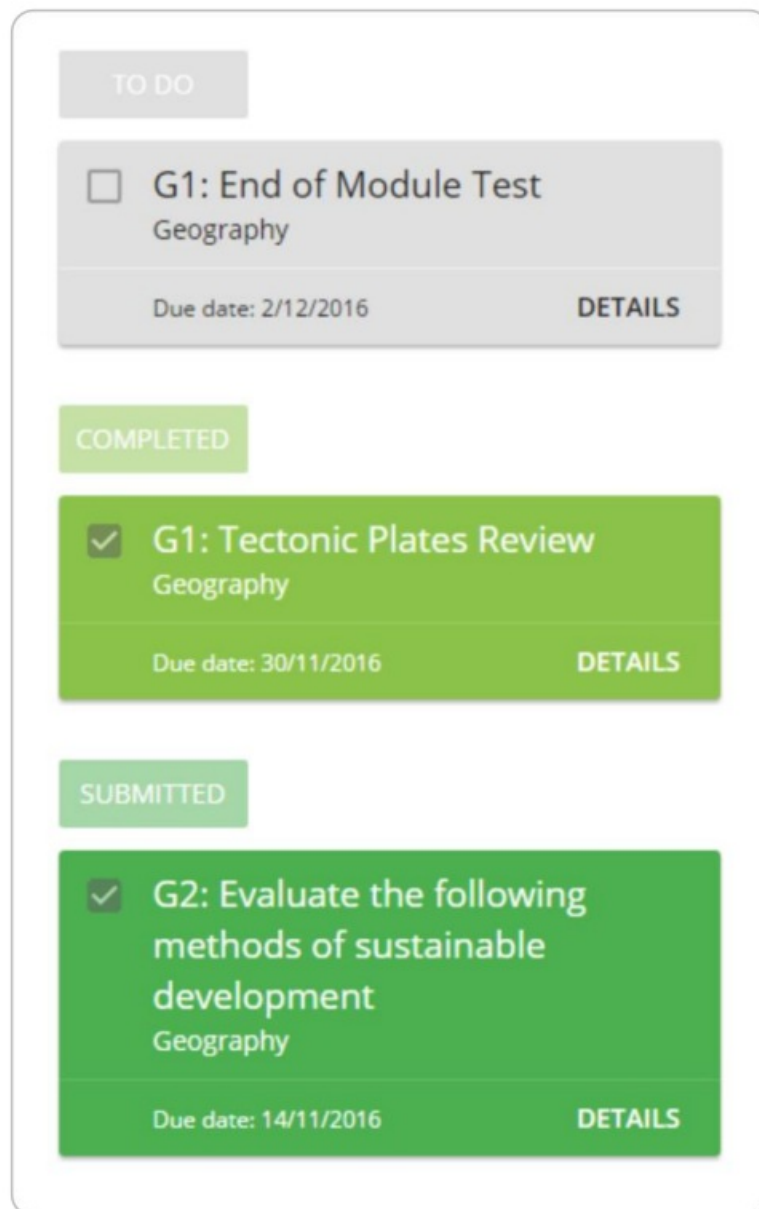 TO DO
G1: End of Module Test
Geography
Due date: 2/12/2016 DETAILS
COMPLETED
G1: Tectonic Plates Review
Geography
Due date: 30/11/2016 DETAILS
SUBMITTED
G2: Evaluate the following
methods of sustainable
development
Geography
Due date: 14/11/2016 DETAILS